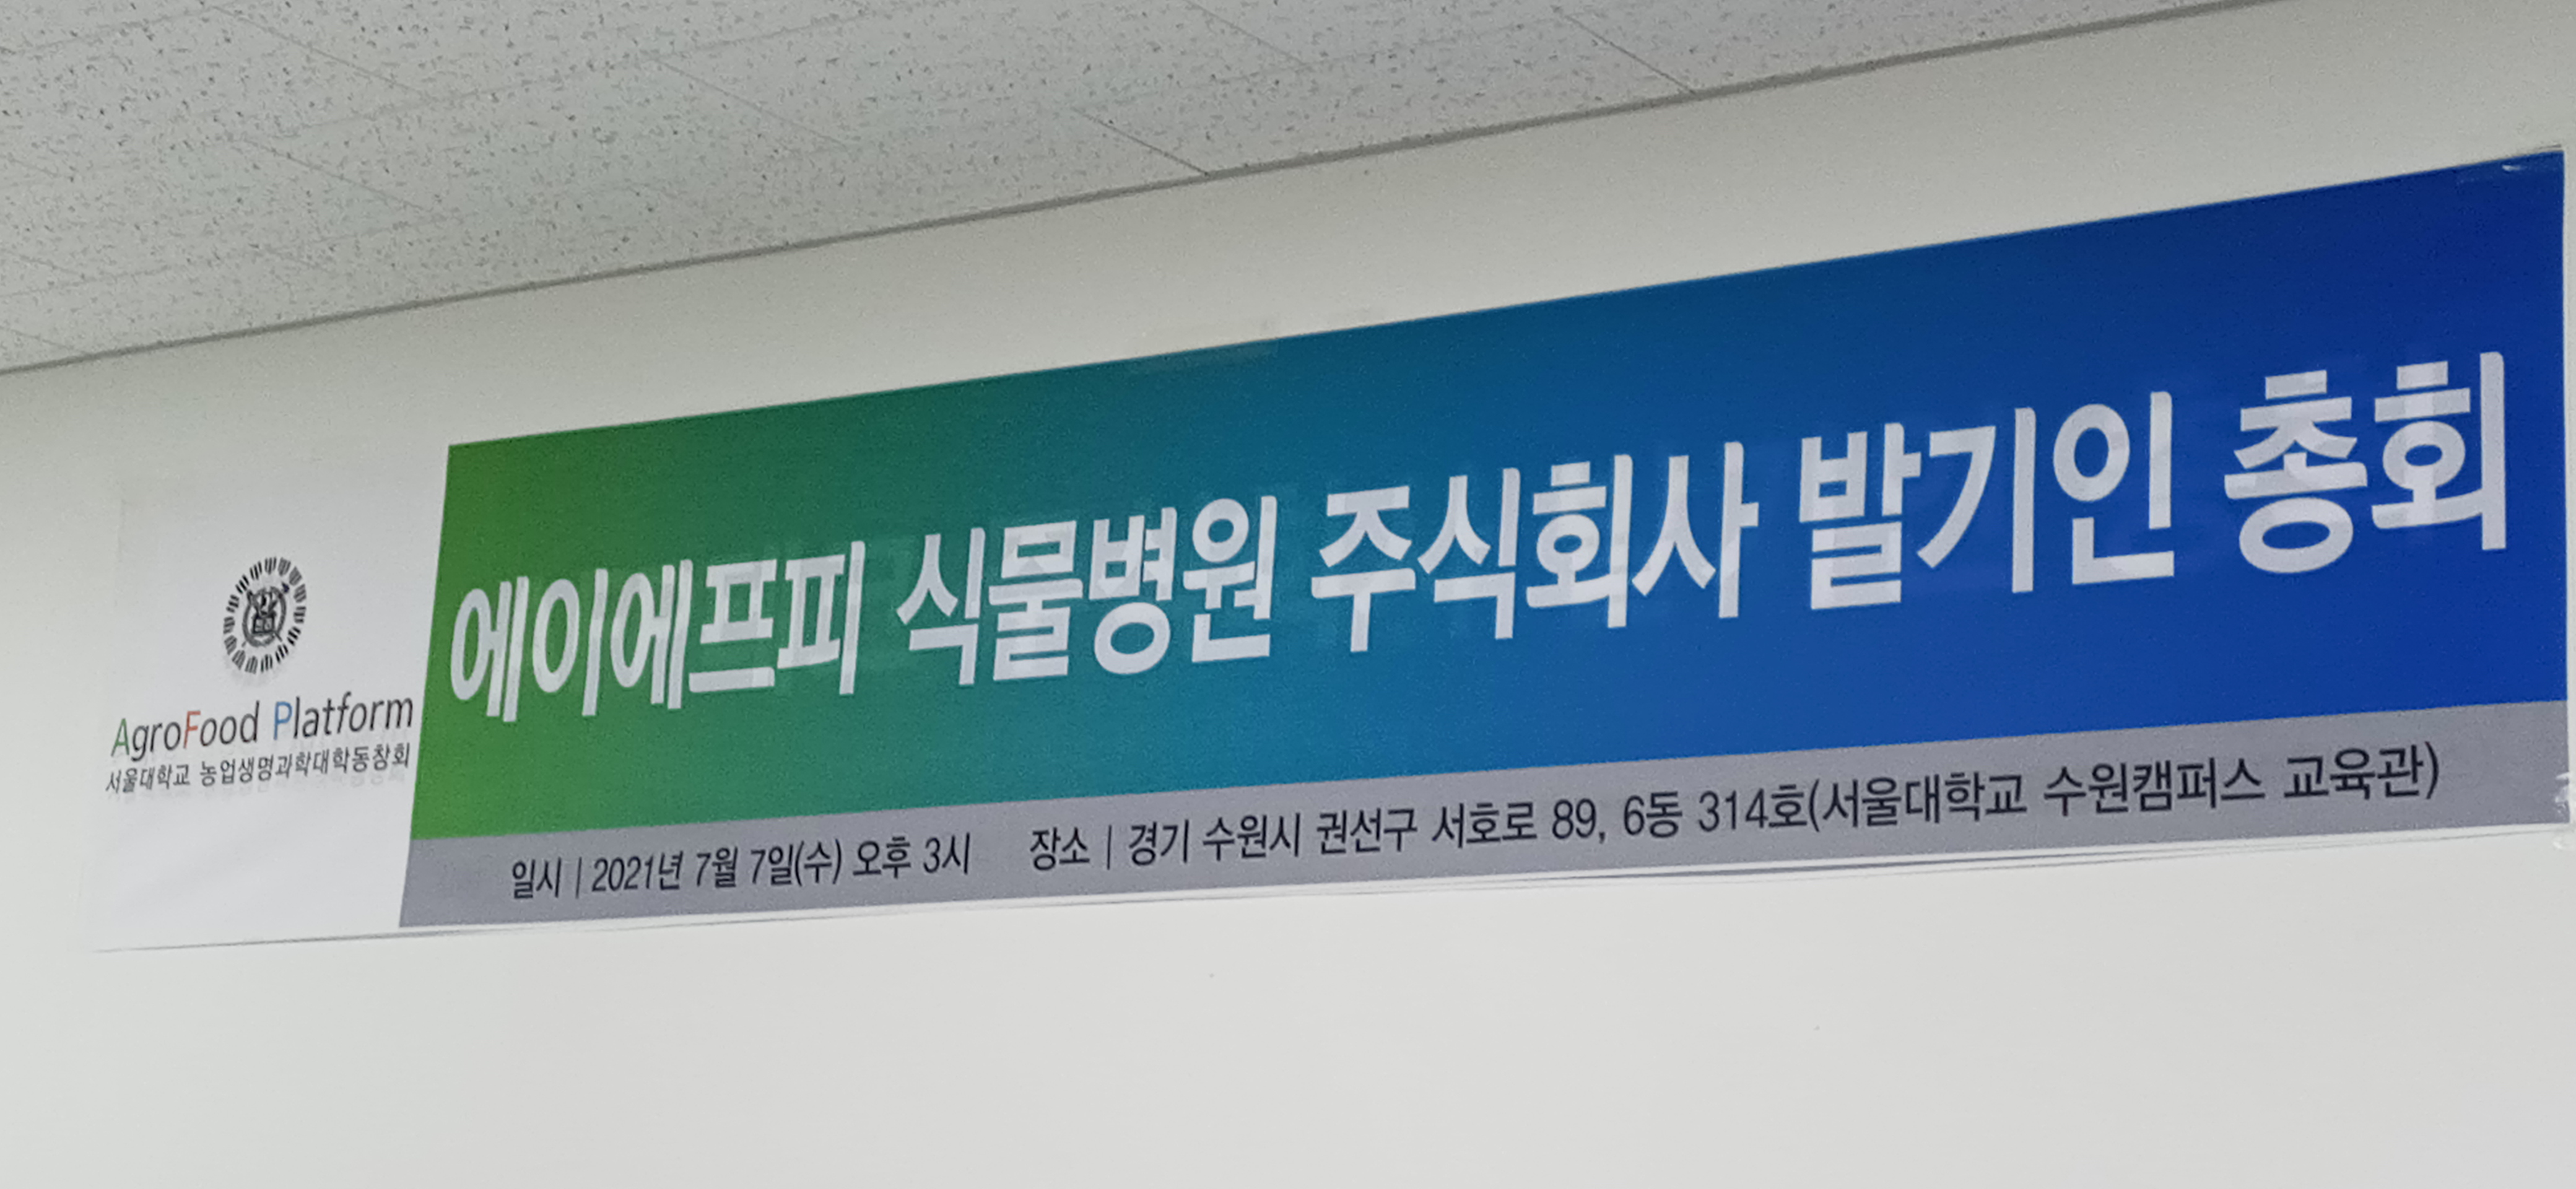 AgroFood Platform
서울대학교 농업생명과학대학동창회
에이에프피 식물병원 주식회사 발기인 총회
일시 | 2021년 7월 7일(수) 오후 3시 장소 | 경기 수원시 권선구 서호로 89, 6동 314호(서울대학교 수원캠퍼스 교육관)